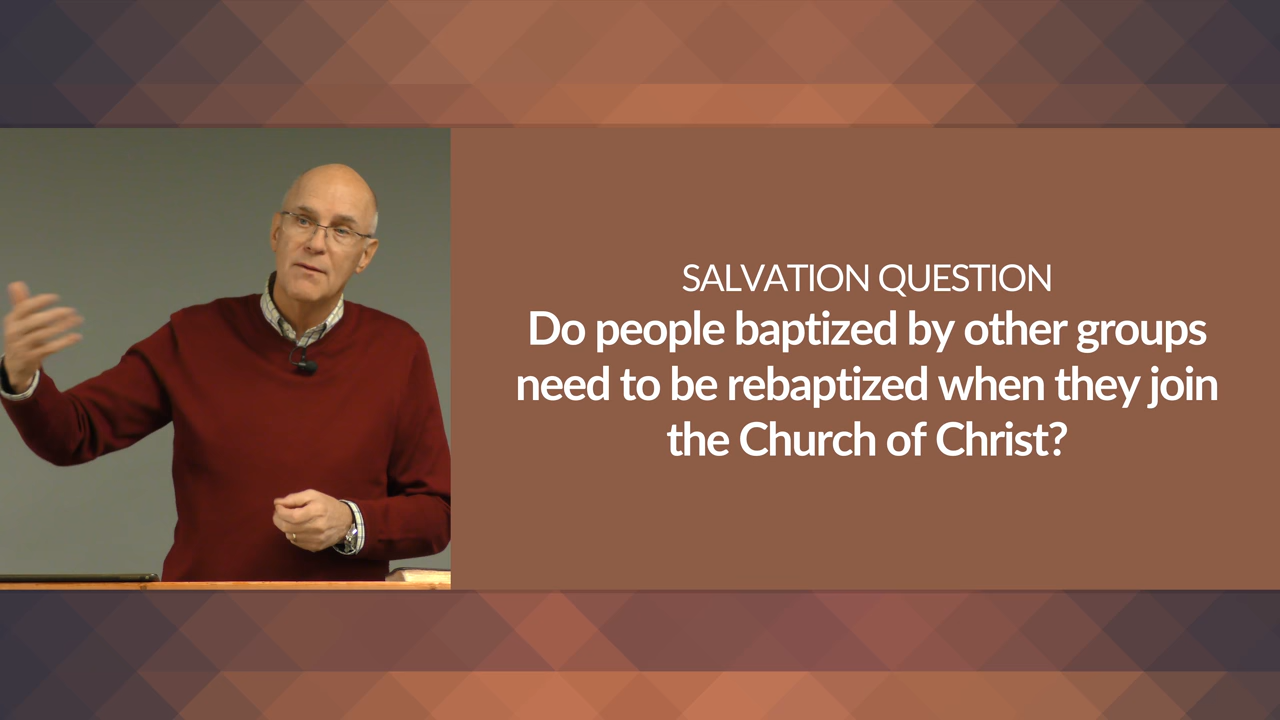 SALVATION QUESTION
Do people baptized by other groups
need to be rebaptized when they join
the Church of Christ?